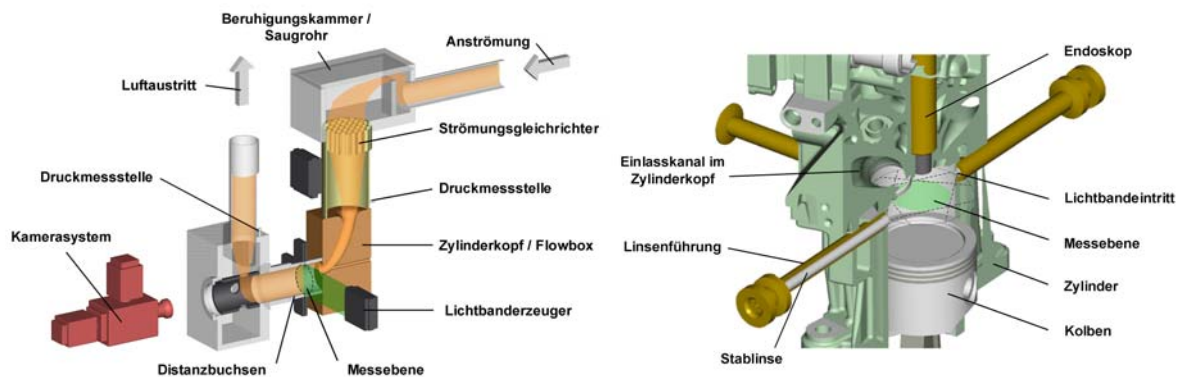 Beruhigungskammer /
Saugrohr
Anströmung
Luftaustritt
Strömungsgleichrichter
Druckmessstelle
Druckmessstelle
Kamerasystem
Zylinderkopf / Flowbox
Lichtbanderzeuger
Distanzbuchsen
Messebene
Endoskop
Einlasskanal im
Zylinderkopf
Lichtbandeintritt
Messebene
Linsenführung
Zylinder
Kolben
Stablinse